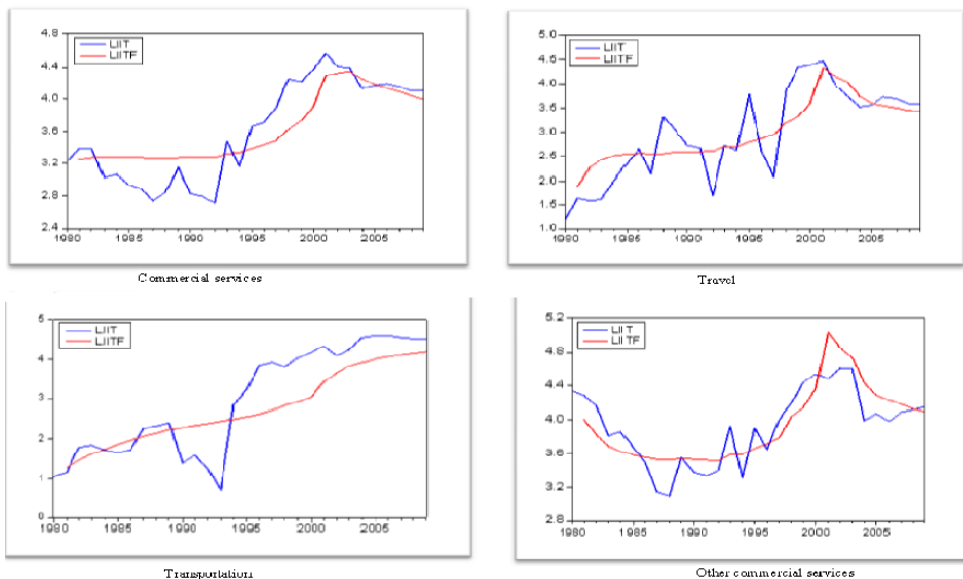 4.8
4.4
4.0
3.6
3.2
2.8
2.4
LIIT
LIITF
1980 1985 1990 1995 2000 2005
Commercial services
5.0
4.5
4.0
3.5
3.0
2.5
2.0
1.5
1.0
LIIT
LIITF
1980 1985 1990 1995 2000 2005
Travel
5
4
3
2
1
0
LIIT
LIITF
1980 1985 1990 1995 2000 2005
Transportation
5.2
4.8
4.4
4.0
3.6
3.2
2.8
LIIT
LIITF
1980 1985 1990 1995 2000 2005
Other commercial services